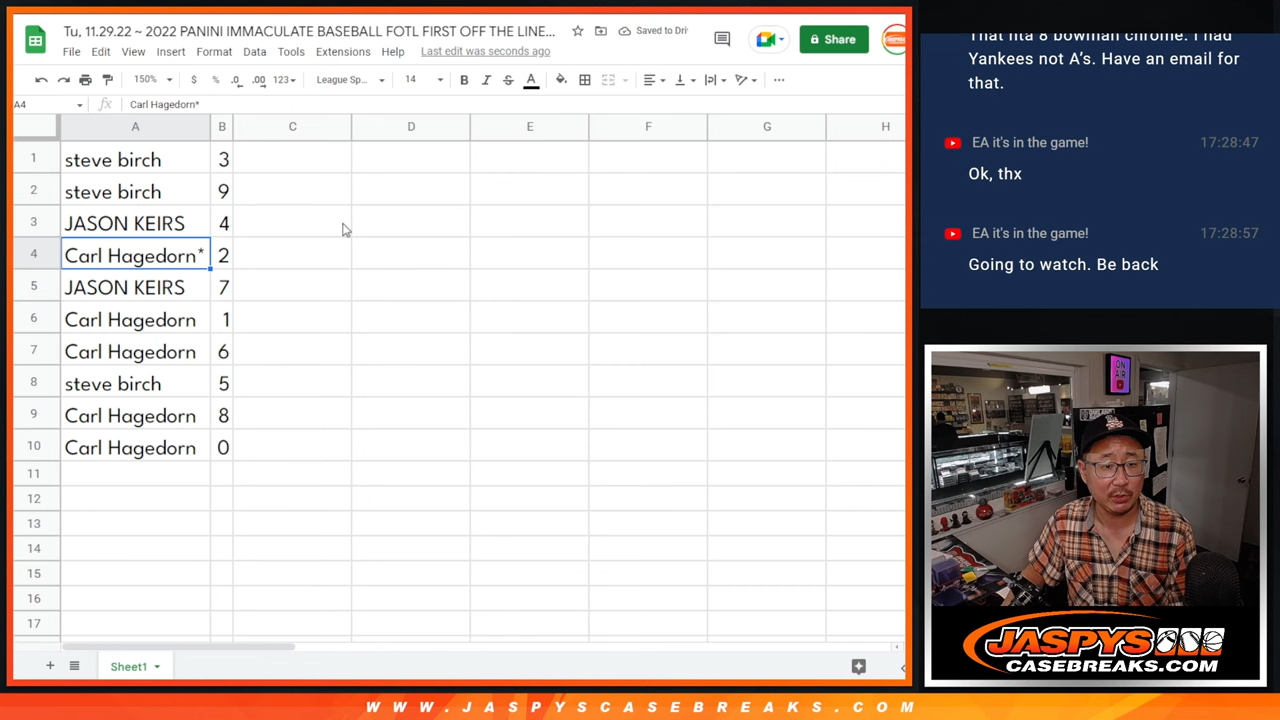 Tu, 11.29.22 ~ 2022 PANINI IMMACULATE BASEBALL FOTL FIRST OFF THE LINE...
Saved to Dri
Share
File Edit View Insert Format Data Tools Extensions Help Last edit was seconds ago
150% $ % .0 .00 123 League Sp... 14 B I S A
A4 fx Carl Hagedorn*
A B C D E F G H
1 steve birch 3
2 steve birch 9
3 JASON KEIRS 4
4 Carl Hagedorn* 2
5 JASON KEIRS 7
6 Carl Hagedorn 1
7 Carl Hagedorn 6
8 steve birch 5
9 Carl Hagedorn 8
10 Carl Hagedorn 0
11
12
13
14
15
16
17
Sheet1
That fita 8 bowman chrome. I had
Yankees not A's. Have an email for
that.
EA it's in the game! 17:28:47
Ok, thx
EA it's in the game! 17:28:57
Going to watch. Be back
ON
AIR
JASPYS
CASEBREAKS.COM
WWW.JASPYSCASEBREAKS.COM